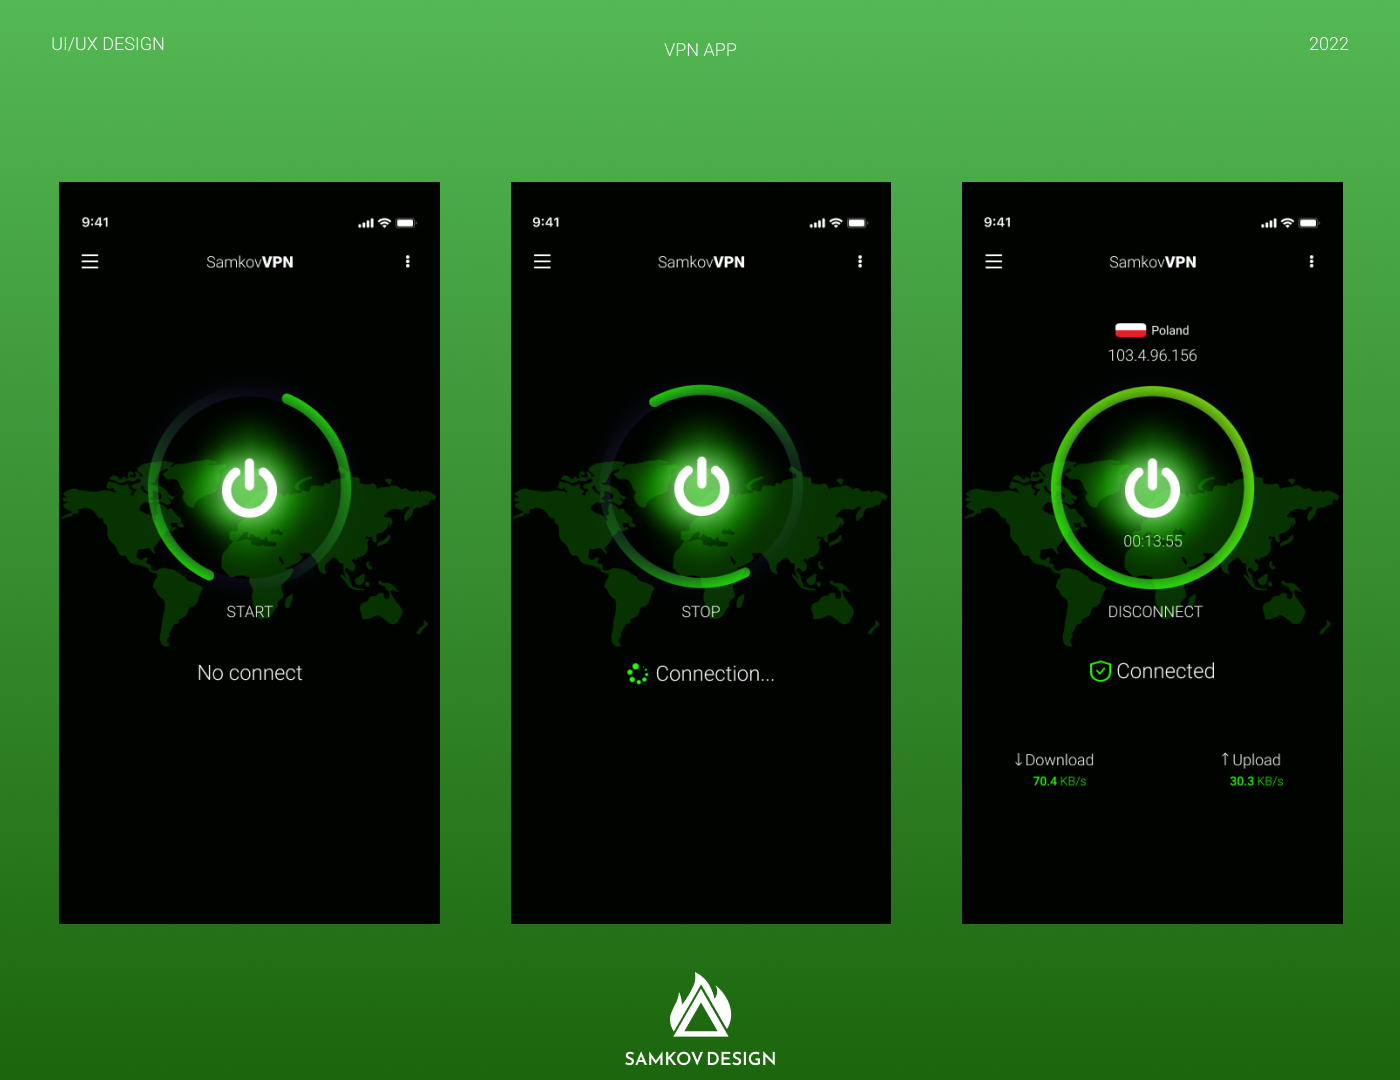 UI/UX DESIGN
VPN APP
2022
9:41
SamkovVPN
START
No connect
9:41
SamkovVPN
STOP
Connection...
9:41
SamkovVPN
Poland
103.4.96.156
00:13:55
DISCONNECT
Connected
↓Download
70.4 KB/s
↑Upload
30.3 KB/s
SAMKOV DESIGN